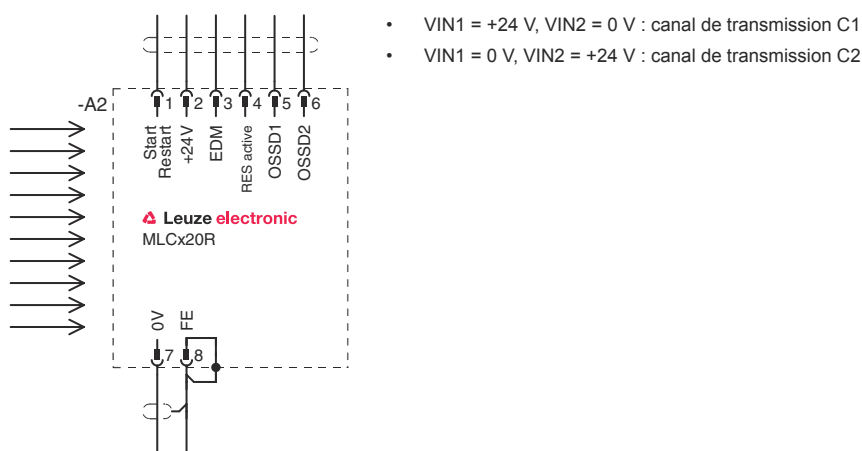 • VIN1 = +24 V, VIN2 = 0 V : canal de transmission C1
• VIN1 = 0 V, VIN2 = +24 V : canal de transmission C2
-A2
1 2 3 4 5 6
Start
Restart
+24V
EDM
RES active
OSSD1
OSSD2
Leuze electronic
MLCx20R
0V
FE
7 8